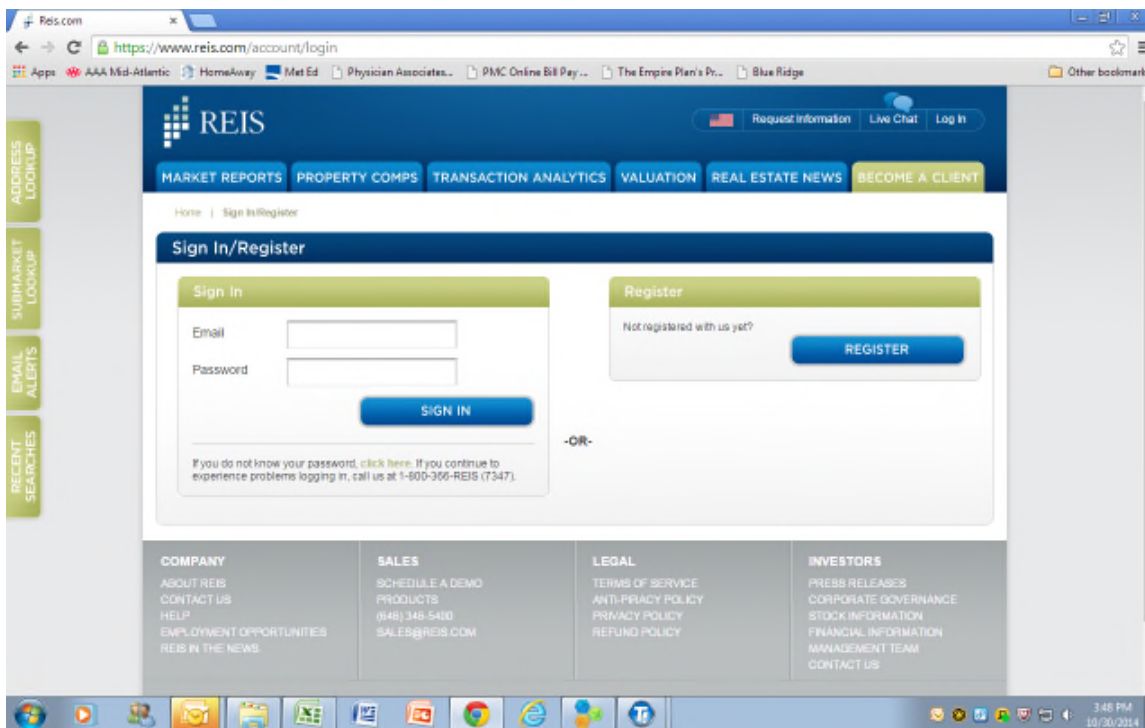 Reis.com
https://www.reis.com/account/login
Apps AAA Mid-Atlantic HomeAway Met Ed Physician Associates... PMC Online Bill Pay... The Empire Plan's Pr... Blue Ridge Other bookmark
REIS
Request Information Live Chat Log In
MARKET REPORTS PROPERTY COMPS TRANSACTION ANALYTICS VALUATION REAL ESTATE NEWS BECOME A CLIENT
Home | Sign In/Register
Sign In/Register
ADDRESS
LOOKUP
SUBMARKET
LOOKUP
EMAIL
ALERTS
RECENT
SEARCHES
Sign In
Email
Password
SIGN IN
If you do not know your password, click here. If you continue to
experience problems logging in, call us at 1-800-366-REIS (7347).
-OR-
Register
Not registered with us yet?
REGISTER
COMPANY
ABOUT REIS
CONTACT US
HELP
EMPLOYMENT OPPORTUNITIES
REIS IN THE NEWS
SALES
SCHEDULE A DEMO
PRODUCTS
(646) 346-5400
SALES@REIS.COM
LEGAL
TERMS OF SERVICE
ANTI-PIRACY POLICY
PRIVACY POLICY
REFUND POLICY
INVESTORS
PRESS RELEASES
CORPORATE GOVERNANCE
STOCK INFORMATION
FINANCIAL INFORMATION
MANAGEMENT TEAM
CONTACT US
3:48 PM
10/30/2014